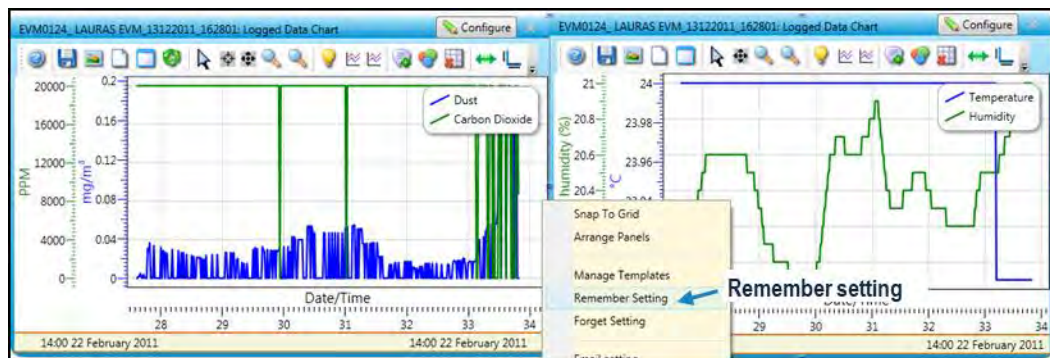 EVM0124_ LAURAS EVM_13122011_162801: Logged Data Chart
Configure
20000
16000
12000
8000
4000
0
PPM
0.2
0.16
0.12
0.08
0.04
0
mg/m³
Dust
Carbon Dioxide
Date/Time
28 29 30 31 32 33 34
14:00 22 February 2011
14:00 22 February 2011
EVM0124_ LAURAS EVM_13122011_162801: Logged Data Chart
Configure
21
20.8
20.6
20.4
humidity (%)
24
23.98
23.96
°C
Temperature
Humidity
Snap To Grid
Arrange Panels
Manage Templates
Remember Setting
Forget Setting
Remember setting
29 30 31 32 33 34
14:00 22 February 2011